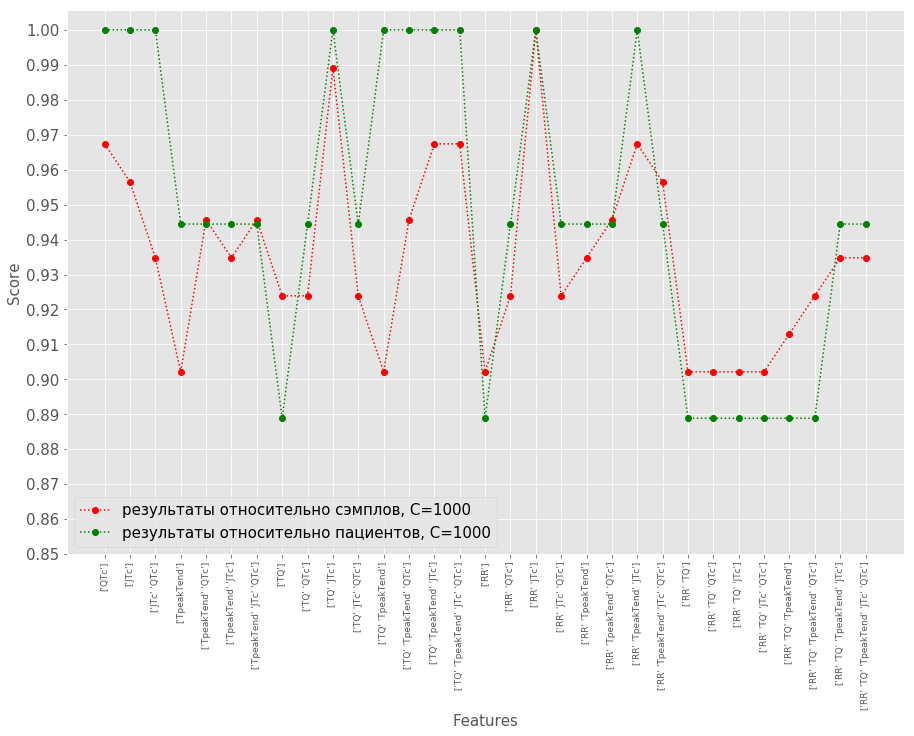 1.00
0.99
0.98
0.97
0.96
0.95
0.94
0.93
0.92
0.91
0.90
0.89
0.88
0.87
0.86
0.85
Score
результаты относительно сэмплов, C=1000
результаты относительно пациентов, C=1000
['QTc']
['JTc']
['JTc' 'QTc']
['TpeakTend']
['TpeakTend' 'QTc']
['TpeakTend' 'JTc']
['TpeakTend' 'JTc' 'QTc']
['TQ']
['TQ' 'QTc']
['TQ' 'JTc']
['TQ' 'JTc' 'QTc']
['TQ' 'TpeakTend']
['TQ' 'TpeakTend' 'QTc']
['TQ' 'TpeakTend' 'JTc']
['TQ' 'TpeakTend' 'JTc' 'QTc']
['RR']
['RR' 'QTc']
['RR' 'JTc']
['RR' 'JTc' 'QTc']
['RR' 'TpeakTend']
['RR' 'TpeakTend' 'QTc']
['RR' 'TpeakTend' 'JTc']
['RR' 'TpeakTend' 'JTc' 'QTc']
['RR' 'TQ']
['RR' 'TQ' 'QTc']
['RR' 'TQ' 'JTc']
['RR' 'TQ' 'JTc' 'QTc']
['RR' 'TQ' 'TpeakTend']
['RR' 'TQ' 'TpeakTend' 'QTc']
['RR' 'TQ' 'TpeakTend' 'JTc']
['RR' 'TQ' 'TpeakTend' 'JTc' 'QTc']
Features